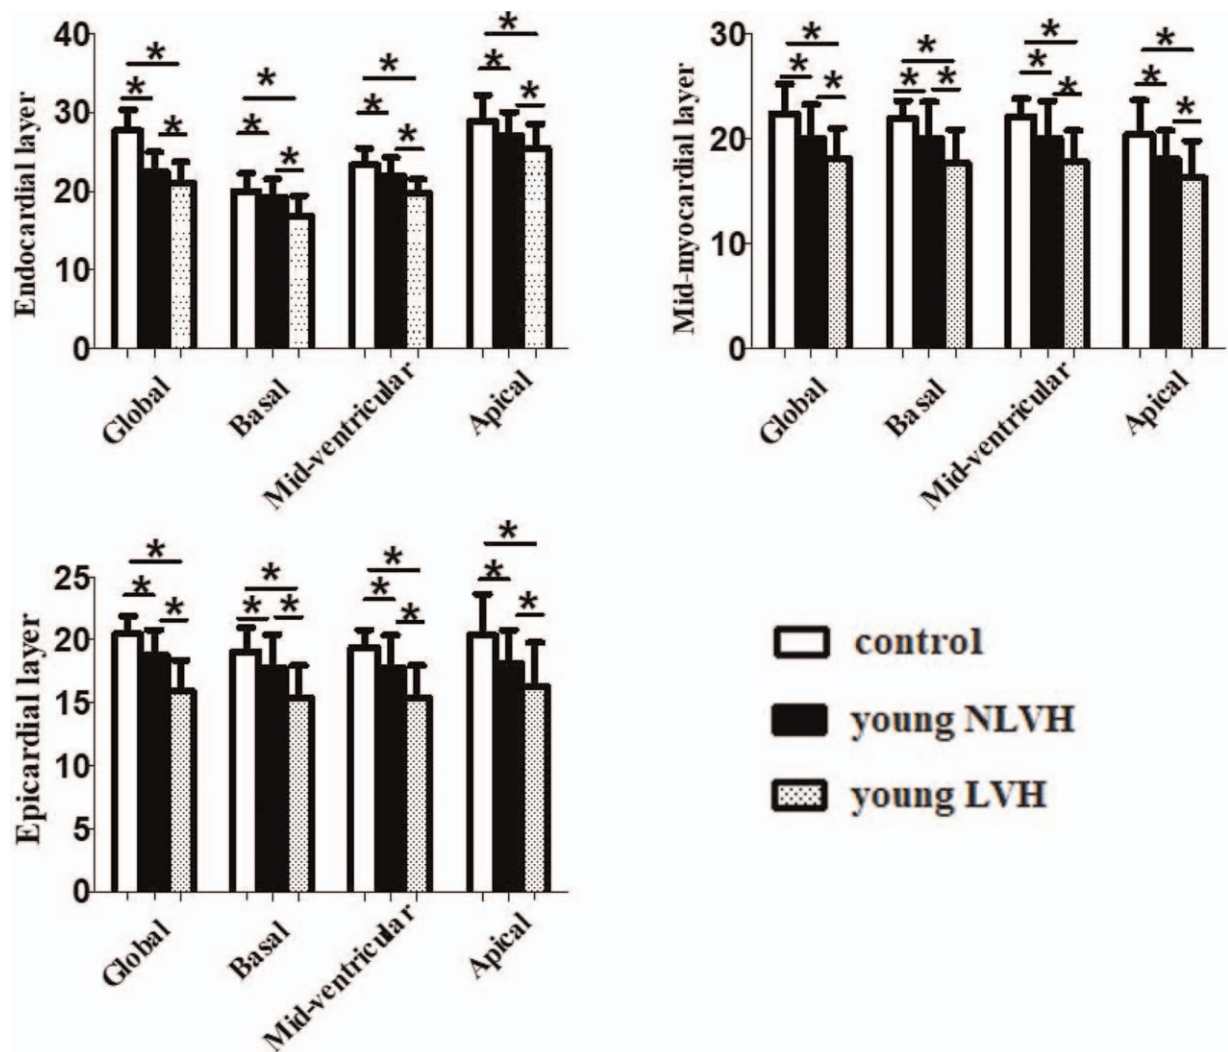 Endocardial layer
40
30
20
10
0
*
*
*
*
*
*
*
*
*
*
*
*
Global
Basal
Mid-ventricular
Apical
Mid-myocardial layer
30
20
10
0
*
*
*
*
*
*
*
*
*
*
*
*
Global
Basal
Mid-ventricular
Apical
Epicardial layer
25
20
15
10
5
0
*
*
*
*
*
*
*
*
*
*
*
*
Global
Basal
Mid-ventricular
Apical
control
young NLVH
young LVH